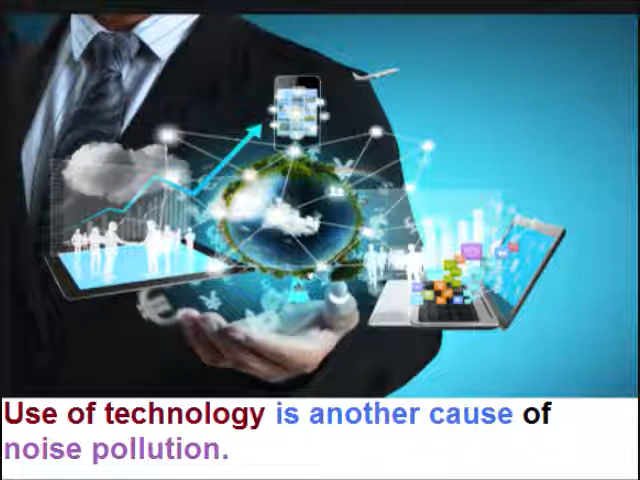 Use of technology is another cause of
noise pollution.